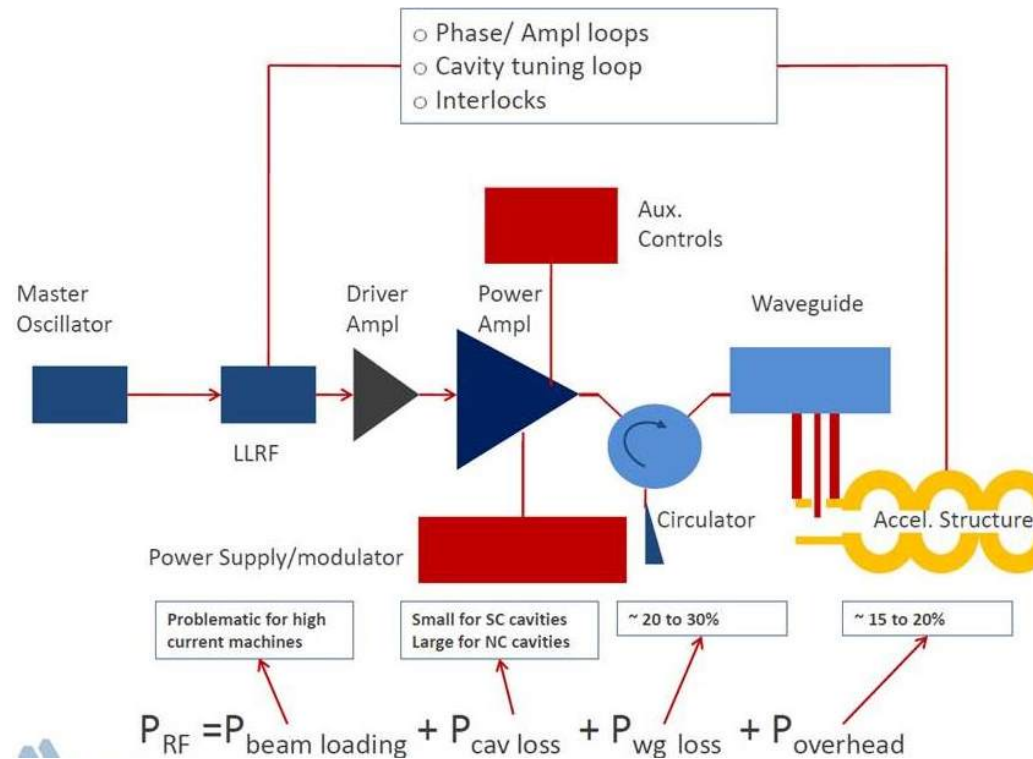 ○ Phase/ Ampl loops
○ Cavity tuning loop
○ Interlocks
Aux.
Controls
Master
Oscillator
Driver
Ampl
Power
Ampl
Waveguide
LLRF
Circulator
Accel. Structure
Power Supply/modulator
Problematic for high
current machines
Small for SC cavities
Large for NC cavities
~ 20 to 30%
~ 15 to 20%
P_RF =P_beam loading + P_cav loss + P_wg loss + P_overhead